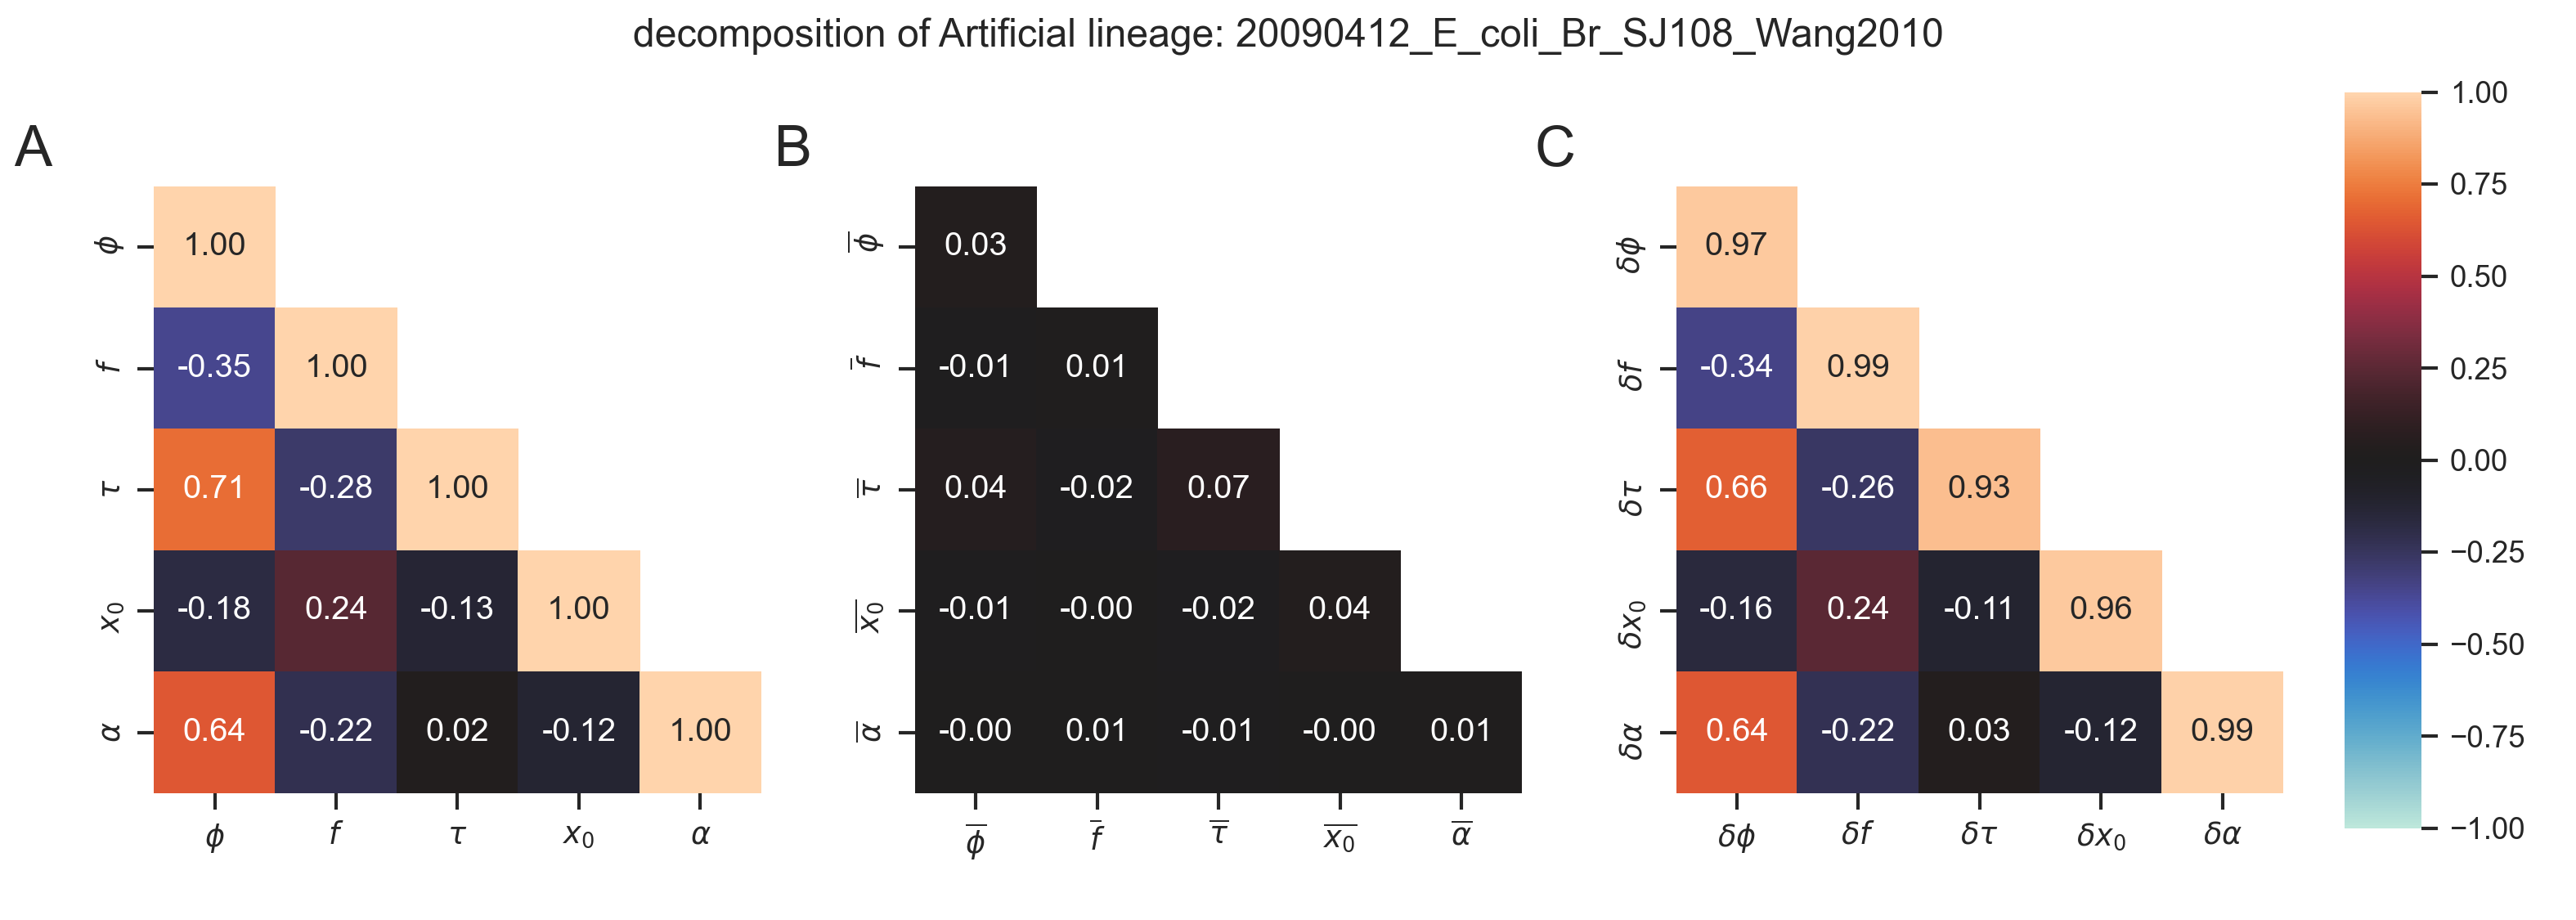 decomposition of Artificial lineage: 20090412_E_coli_Br_SJ108_Wang2010
A
ϕ 1.00
f -0.35 1.00
τ 0.71 -0.28 1.00
x₀ -0.18 0.24 -0.13 1.00
α 0.64 -0.22 0.02 -0.12 1.00
ϕ f τ x₀ α
B
ϕ̅ 0.03
f̅ -0.01 0.01
τ̅ 0.04 -0.02 0.07
x̅₀̅ -0.01 -0.00 -0.02 0.04
α̅ -0.00 0.01 -0.01 -0.00 0.01
ϕ̅ f̅ τ̅ x̅₀̅ α̅
C
δϕ 0.97
δf -0.34 0.99
δτ 0.66 -0.26 0.93
δx₀ -0.16 0.24 -0.11 0.96
δα 0.64 -0.22 0.03 -0.12 0.99
δϕ δf δτ δx₀ δα
1.00
0.75
0.50
0.25
0.00
−0.25
−0.50
−0.75
−1.00